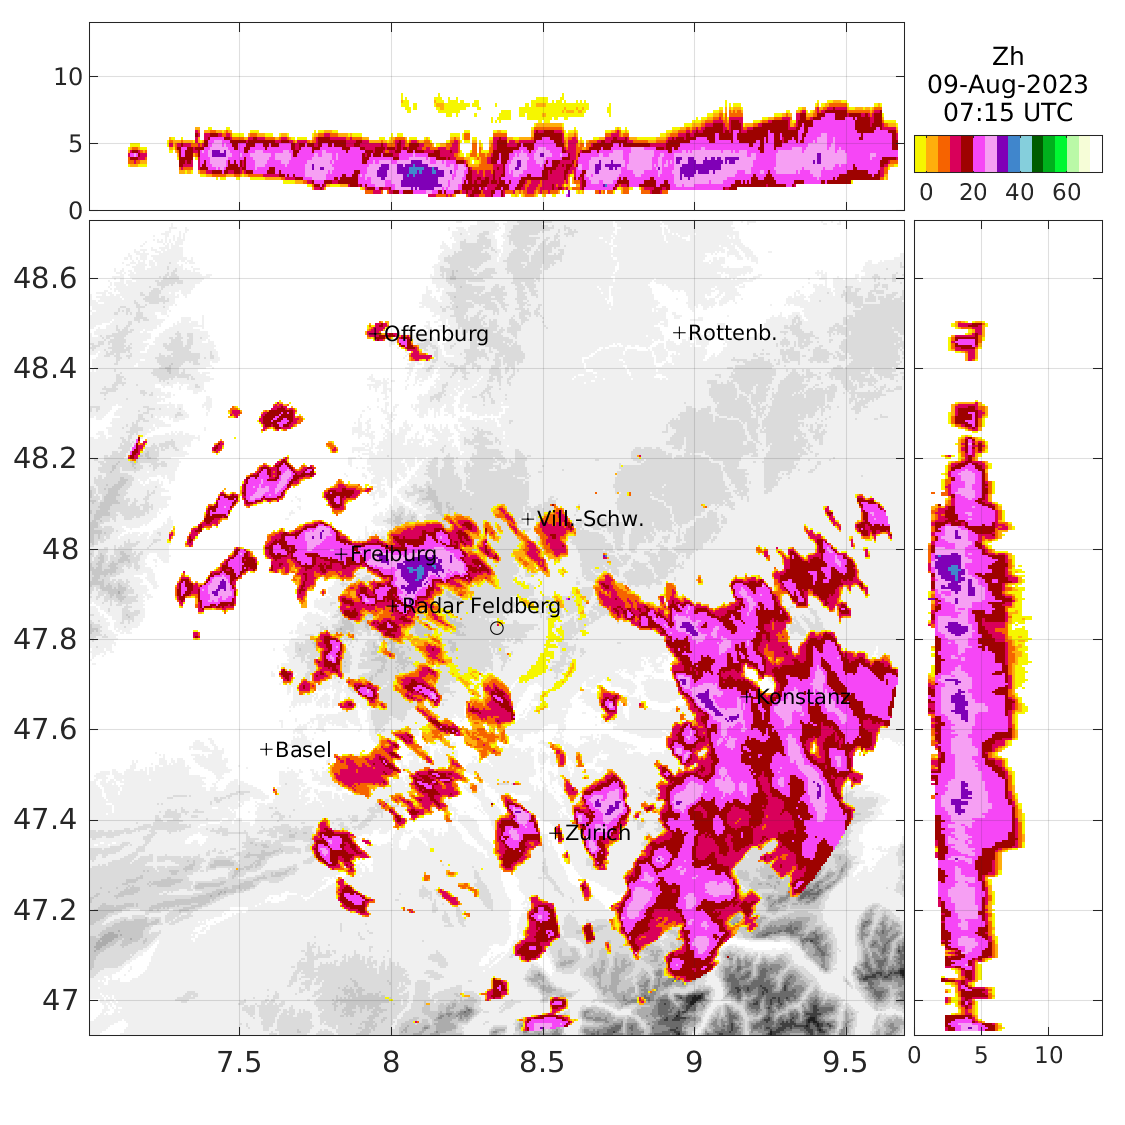 10
5
0
Zh
09-Aug-2023
07:15 UTC
0 20 40 60
48.6
48.4
48.2
48
47.8
47.6
47.4
47.2
47
+Offenburg
+Rottenb.
+Vill.-Schw.
+Freiburg
+Radar Feldberg
+Konstanz
+Basel
+Zürich
7.5 8 8.5 9 9.5
0 5 10